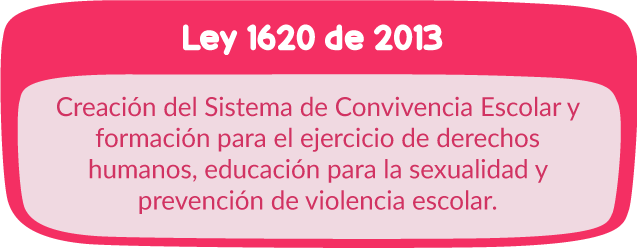 Ley 1620 de 2013
Creación del Sistema de Convivencia Escolar y
formación para el ejercicio de derechos
humanos, educación para la sexualidad y
prevención de violencia escolar.